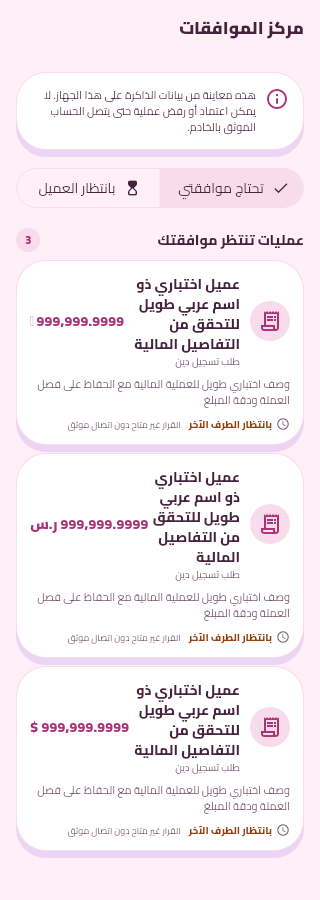 مركز الموافقات
هذه معاينة من بيانات الذاكرة على هذا الجهاز. لا
يمكن اعتماد أو رفض عملية حتى يتصل الحساب
الموثق بالخادم.
تحتاج موافقتي
بانتظار العميل
عمليات تنتظر موافقتك
3
عميل اختباري ذو
اسم عربي طويل
للتحقق من
التفاصيل المالية
999,999.9999
طلب تسجيل دين
وصف اختباري طويل للعملية المالية مع الحفاظ على فصل
العملة ودقة المبلغ
بانتظار الطرف الآخر القرار غير متاح دون اتصال موثق
عميل اختباري
ذو اسم عربي
طويل للتحقق
من التفاصيل
المالية
999,999.9999 ر.س
طلب تسجيل دين
وصف اختباري طويل للعملية المالية مع الحفاظ على فصل
العملة ودقة المبلغ
بانتظار الطرف الآخر القرار غير متاح دون اتصال موثق
عميل اختباري ذو
اسم عربي طويل
للتحقق من
التفاصيل المالية
$ 999,999.9999
طلب تسجيل دين
وصف اختباري طويل للعملية المالية مع الحفاظ على فصل
العملة ودقة المبلغ
بانتظار الطرف الآخر القرار غير متاح دون اتصال موثق